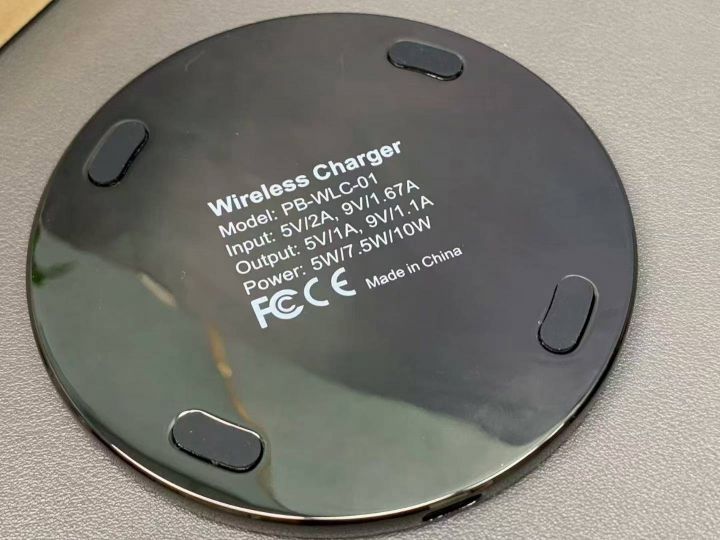 Wireless Charger
Model: PB-WLC-01
Input: 5V/2A, 9V/1.67A
Output: 5V/1A, 9V/1.1A
Power: 5W/7.5W/10W
FC CE Made in China